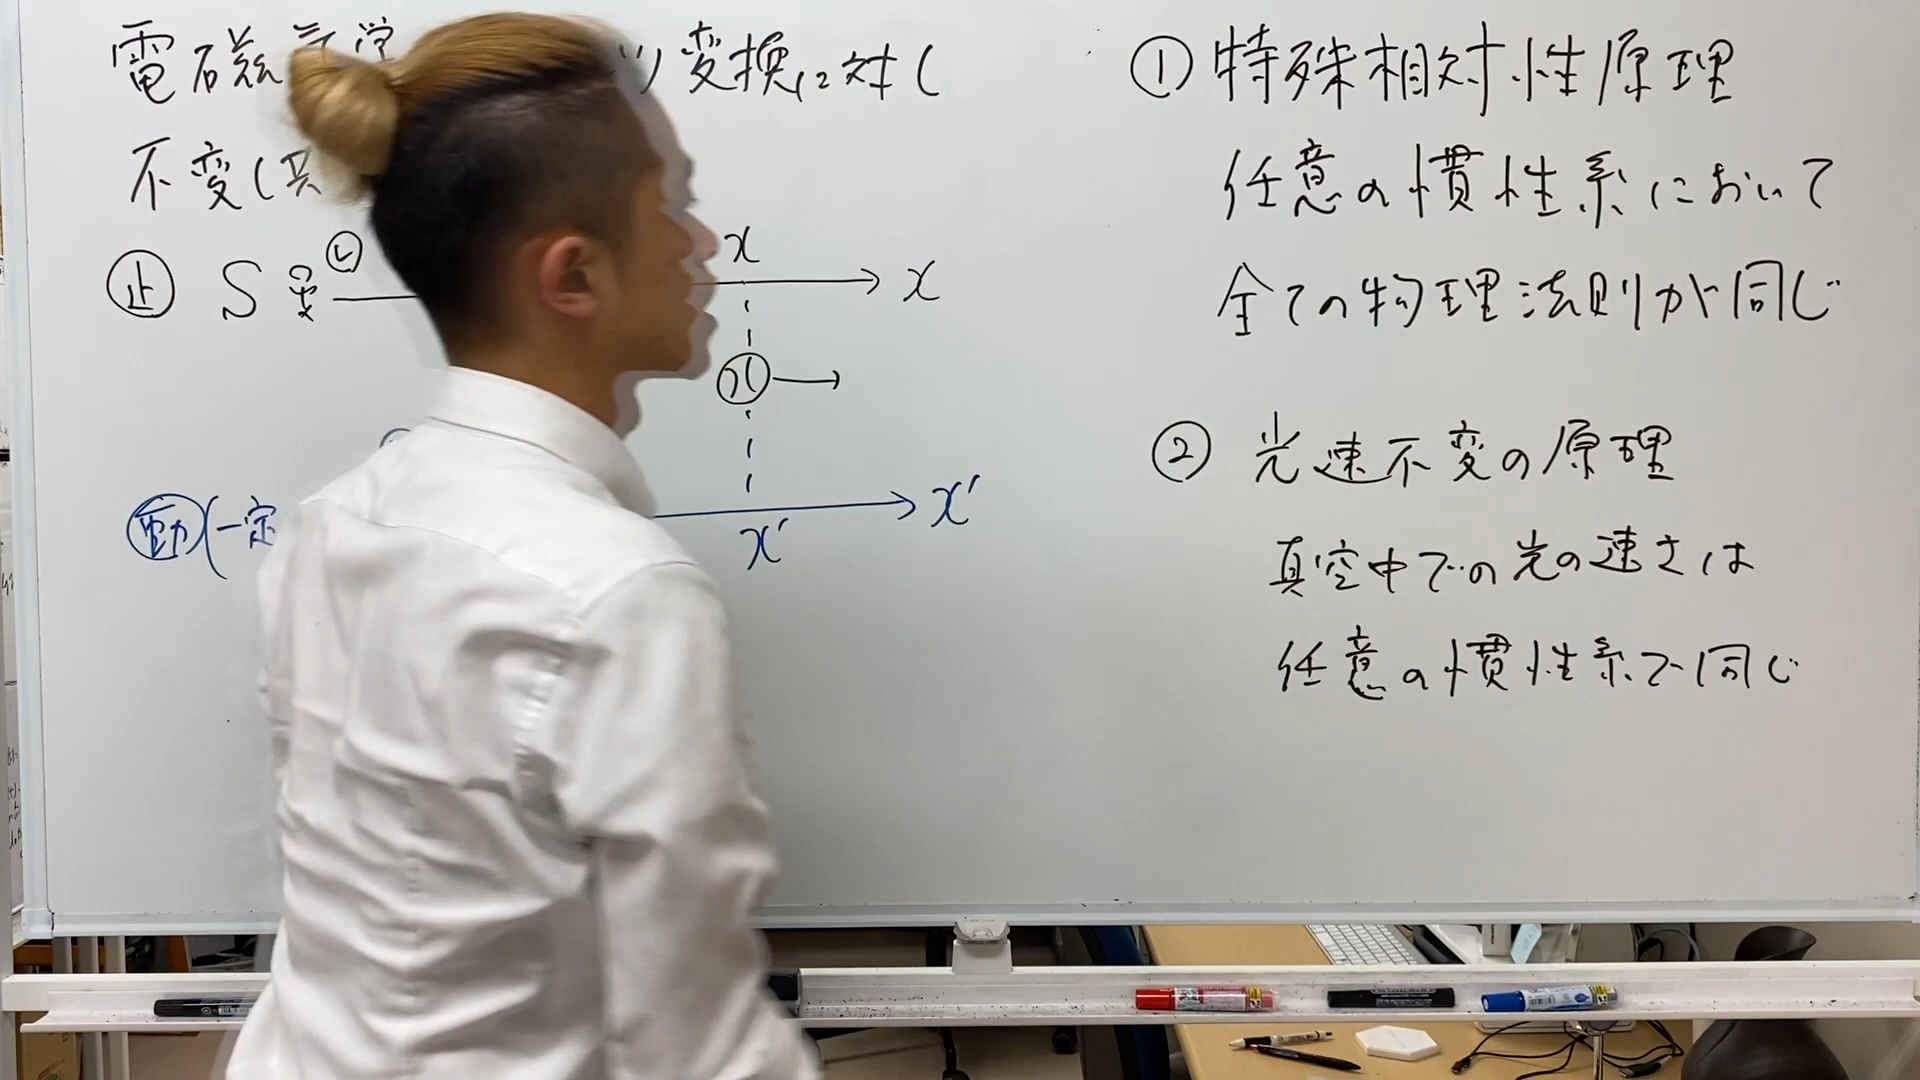 電磁気学 ツ変換に対し
不変(共
止 S x
x
x'
動(一定 x'
① 特殊相対性原理
任意の慣性系において
全ての物理法則が同じ
② 光速不変の原理
真空中での光の速さは
任意の慣性系で同じ